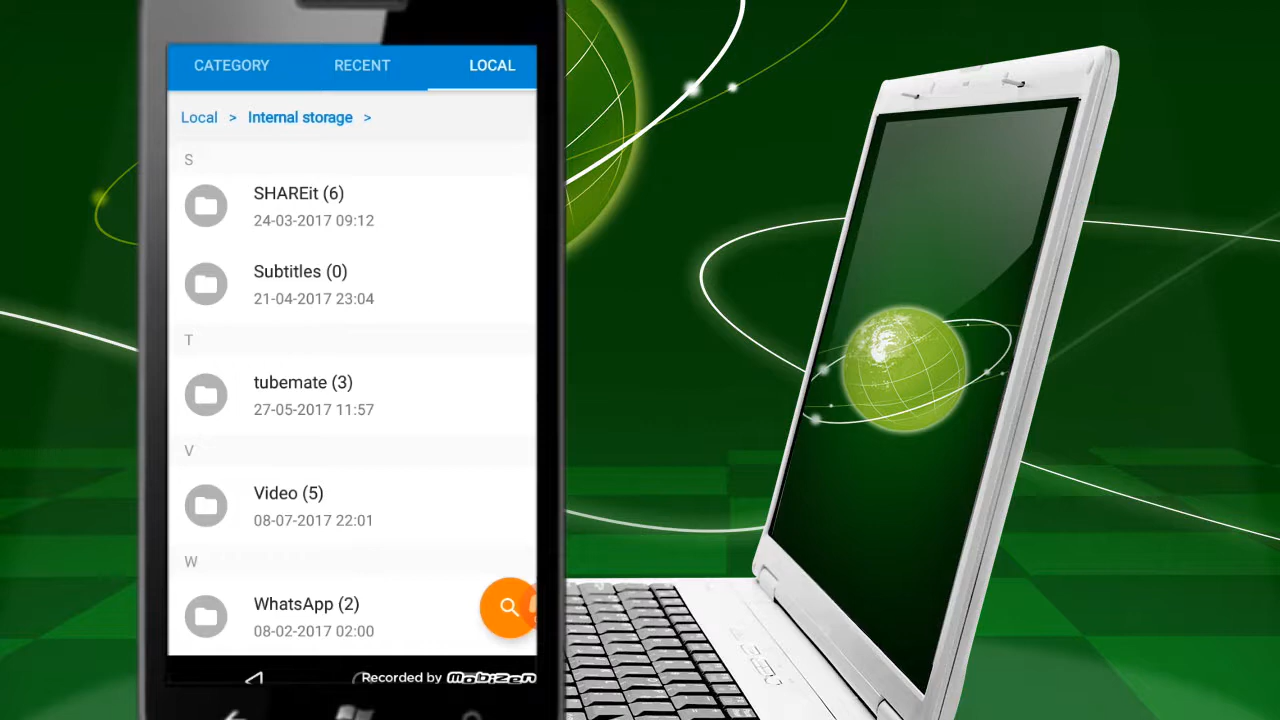 CATEGORY RECENT LOCAL
Local > Internal storage >
S
SHAREit (6)
24-03-2017 09:12
Subtitles (0)
21-04-2017 23:04
T
tubemate (3)
27-05-2017 11:57
V
Video (5)
08-07-2017 22:01
W
WhatsApp (2)
08-02-2017 02:00
Recorded by Mobizen